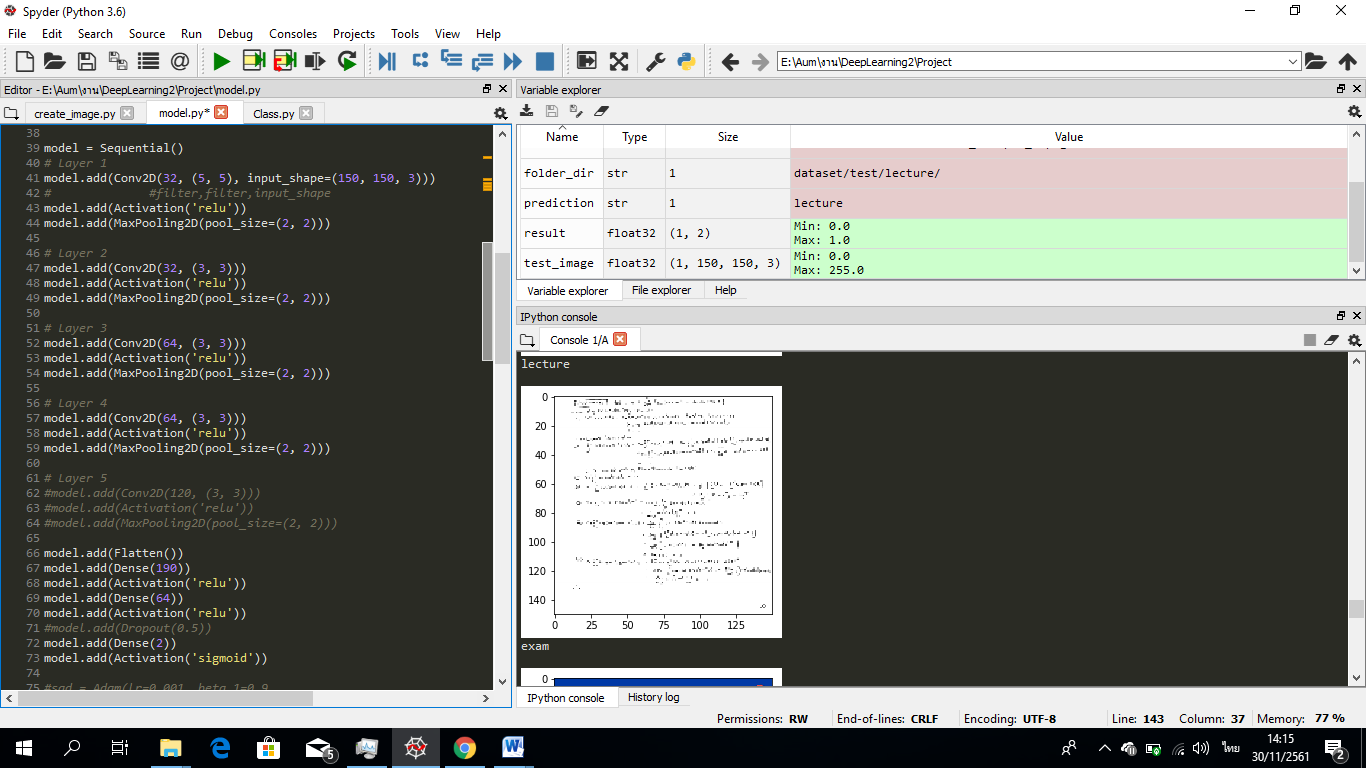 Spyder (Python 3.6)
File Edit Search Source Run Debug Consoles Projects Tools View Help
E:\Aum\งาน\DeepLearning2\Project
Editor - E:\Aum\งาน\DeepLearning2\Project\model.py
create_image.py model.py* Class.py
38
39 model = Sequential()
40 # Layer 1
41 model.add(Conv2D(32, (5, 5), input_shape=(150, 150, 3)))
42 # #filter,filter,input_shape
43 model.add(Activation('relu'))
44 model.add(MaxPooling2D(pool_size=(2, 2)))
45
46 # Layer 2
47 model.add(Conv2D(32, (3, 3)))
48 model.add(Activation('relu'))
49 model.add(MaxPooling2D(pool_size=(2, 2)))
50
51 # Layer 3
52 model.add(Conv2D(64, (3, 3)))
53 model.add(Activation('relu'))
54 model.add(MaxPooling2D(pool_size=(2, 2)))
55
56 # Layer 4
57 model.add(Conv2D(64, (3, 3)))
58 model.add(Activation('relu'))
59 model.add(MaxPooling2D(pool_size=(2, 2)))
60
61 # Layer 5
62 #model.add(Conv2D(120, (3, 3)))
63 #model.add(Activation('relu'))
64 #model.add(MaxPooling2D(pool_size=(2, 2)))
65
66 model.add(Flatten())
67 model.add(Dense(190))
68 model.add(Activation('relu'))
69 model.add(Dense(64))
70 model.add(Activation('relu'))
71 #model.add(Dropout(0.5))
72 model.add(Dense(2))
73 model.add(Activation('sigmoid'))
74
75 #sgd = Adam(lr=0.001, beta_1=0.9,
Variable explorer
Name Type Size Value
folder_dir str 1 dataset/test/lecture/
prediction str 1 lecture
result float32 (1, 2) Min: 0.0
Max: 1.0
test_image float32 (1, 150, 150, 3) Min: 0.0
Max: 255.0
Variable explorer File explorer Help
IPython console
Console 1/A
lecture
0
20
40
60
80
100
120
140
0 25 50 75 100 125
exam
0
IPython console History log
Permissions: RW End-of-lines: CRLF Encoding: UTF-8 Line: 143 Column: 37 Memory: 77 %
5
ไทย
14:15
30/11/2561
2